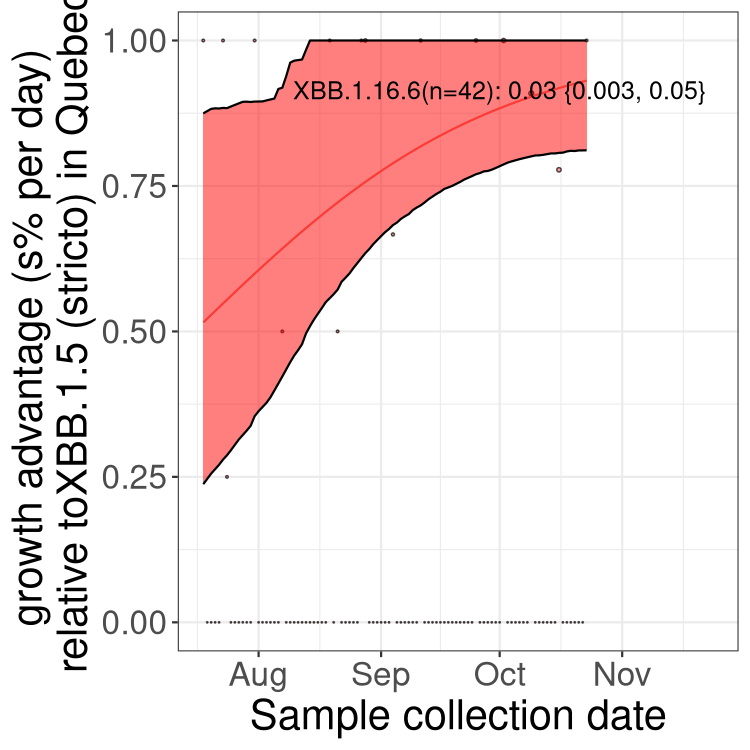 growth advantage (s% per day)
relative toXBB.1.5 (stricto) in Quebec
1.00
0.75
0.50
0.25
0.00
XBB.1.16.6(n=42): 0.03 {0.003, 0.05}
Aug Sep Oct Nov
Sample collection date